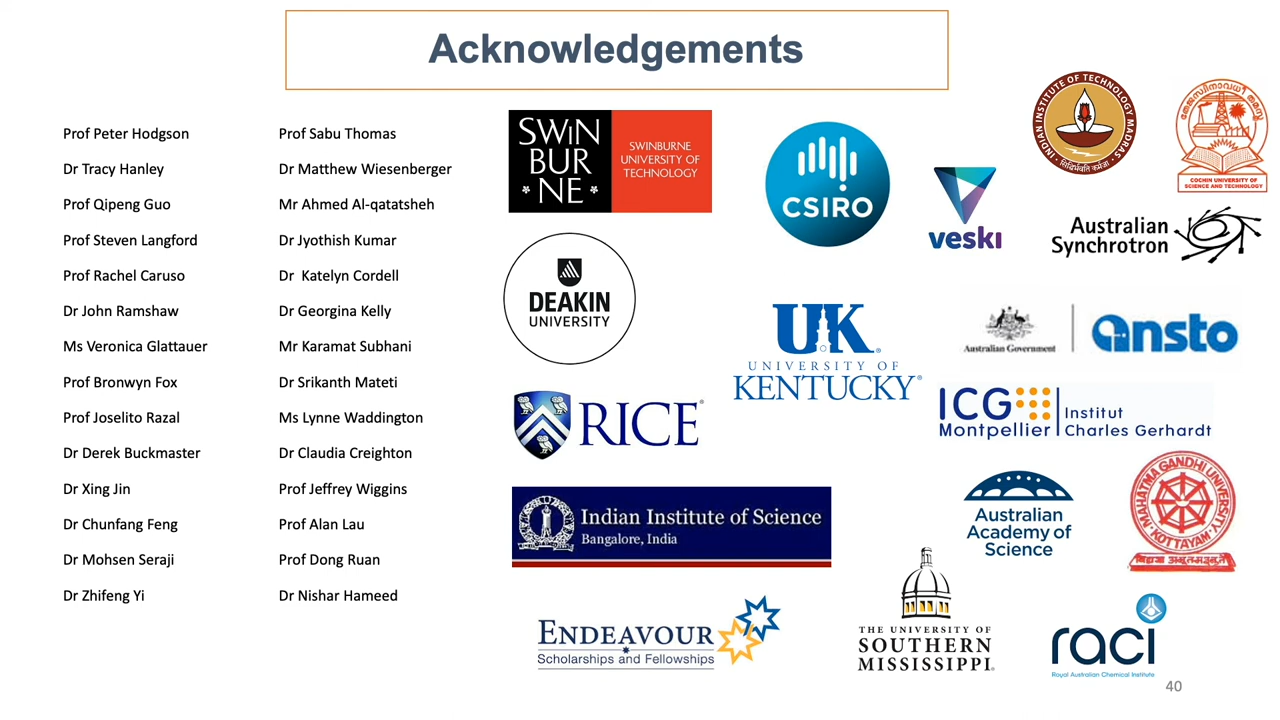 Acknowledgements
Prof Peter Hodgson
Dr Tracy Hanley
Prof Qipeng Guo
Prof Steven Langford
Prof Rachel Caruso
Dr John Ramshaw
Ms Veronica Glattauer
Prof Bronwyn Fox
Prof Joselito Razal
Dr Derek Buckmaster
Dr Xing Jin
Dr Chunfang Feng
Dr Mohsen Seraji
Dr Zhifeng Yi
Prof Sabu Thomas
Dr Matthew Wiesenberger
Mr Ahmed Al-qatatsheh
Dr Jyothish Kumar
Dr Katelyn Cordell
Dr Georgina Kelly
Mr Karamat Subhani
Dr Srikanth Mateti
Ms Lynne Waddington
Dr Claudia Creighton
Prof Jeffrey Wiggins
Prof Alan Lau
Prof Dong Ruan
Dr Nishar Hameed
SWIN
BUR
NE
SWINBURNE
UNIVERSITY OF
TECHNOLOGY
CSIRO
veski
INDIAN INSTITUTE OF TECHNOLOGY MADRAS
सिद्धिर्भवति कर्मजा
COCHIN UNIVERSITY OF
SCIENCE AND TECHNOLOGY
Australian
Synchrotron
DEAKIN
UNIVERSITY
UK
UNIVERSITY OF
KENTUCKY®
Australian Government
ansto
RICE®
ICG
Montpellier
Institut
Charles Gerhardt
Indian Institute of Science
Bangalore, India
Australian
Academy of
Science
MAHATMA GANDHI UNIVERSITY
KOTTAYAM
ENDEAVOUR
Scholarships and Fellowships
THE UNIVERSITY OF
SOUTHERN
MISSISSIPPI.
raci
Royal Australian Chemical Institute
40